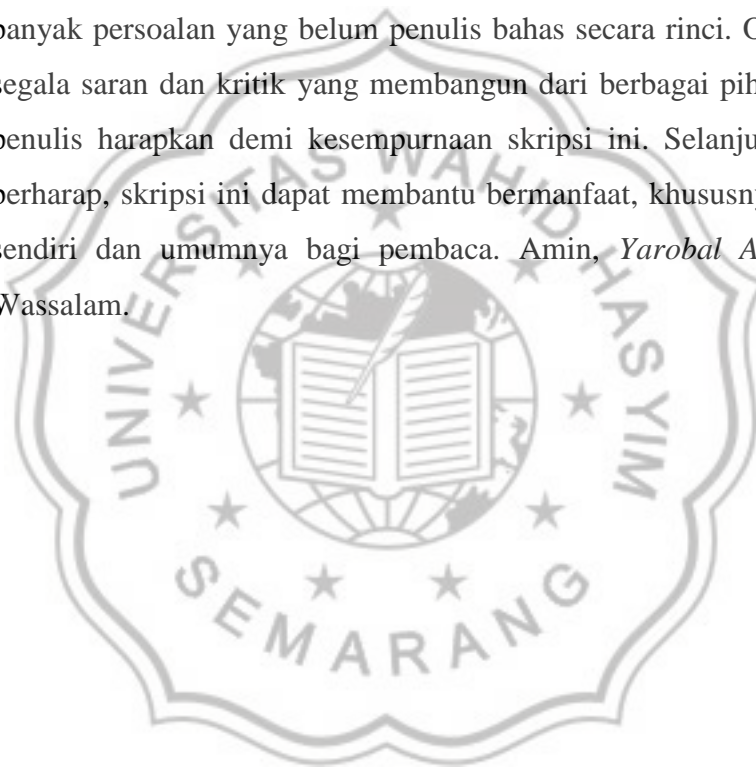 banyak persoalan yang belum penulis bahas secara rinci.
segala saran dan kritik yang membangun dari berbagai
penulis harapkan demi kesempurnaan skripsi ini.
berharap, skripsi ini dapat membantu bermanfaat,
sendiri dan umumnya bagi pembaca. Amin, Yarobal
Wassalam.
UNIVERSITAS WAHID HASYIM
SEMARANG